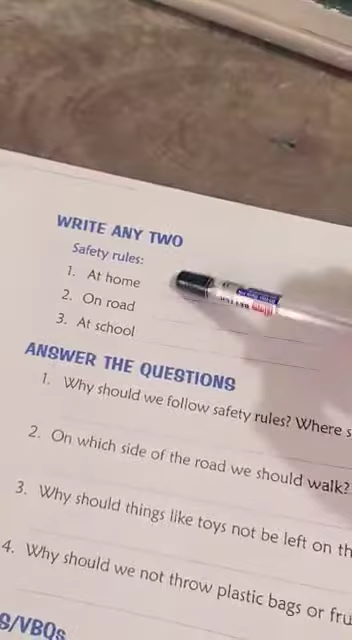 WRITE ANY TWO
Safety rules:
1. At home
2. On road
3. At school
ANSWER THE QUESTIONS
1. Why should we follow safety rules? Where s
2. On which side of the road we should walk?
3. Why should things like toys not be left on th
4. Why should we not throw plastic bags or fru
S/VBQs